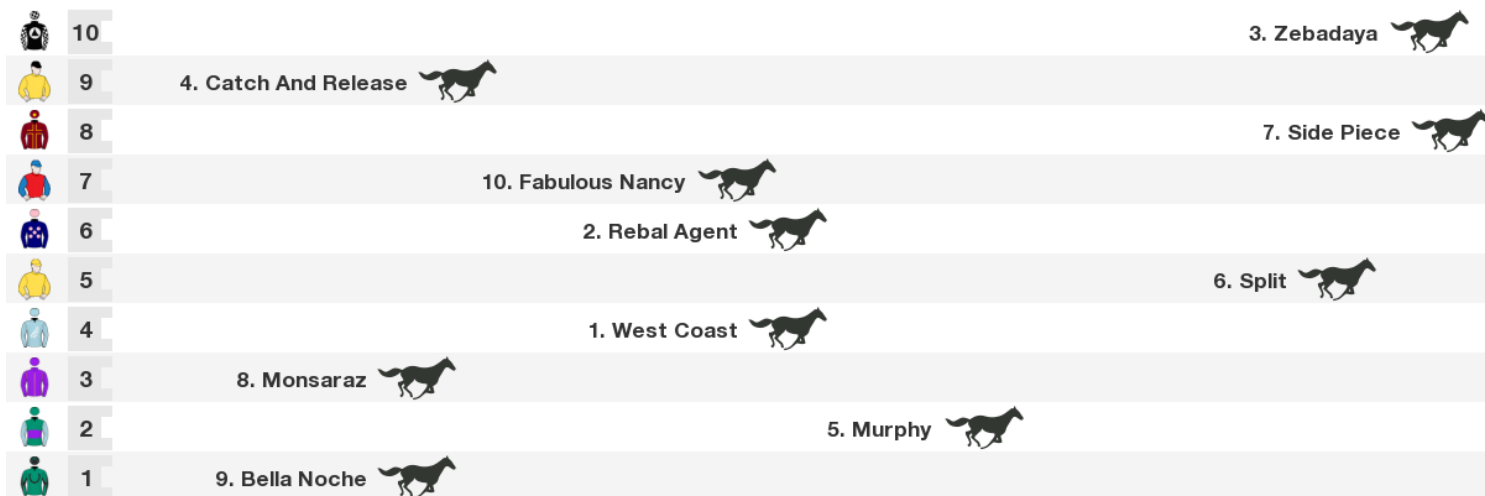 10 3. Zebadaya
9 4. Catch And Release
8 7. Side Piece
7 10. Fabulous Nancy
6 2. Rebal Agent
5 6. Split
4 1. West Coast
3 8. Monsaraz
2 5. Murphy
1 9. Bella Noche